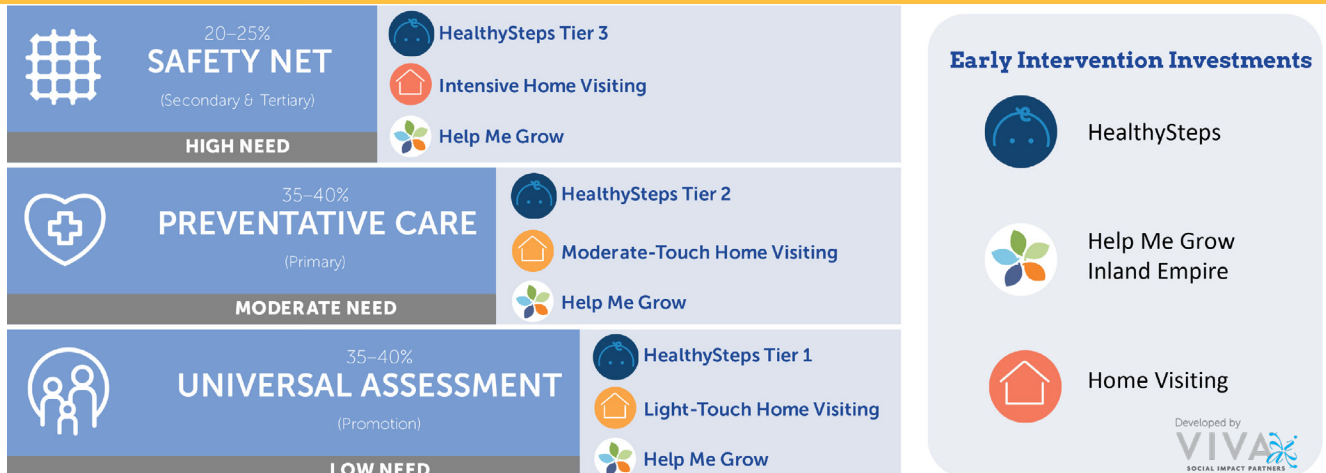 20–25%
SAFETY NET
(Secondary & Tertiary)
HIGH NEED
HealthySteps Tier 3
Intensive Home Visiting
Help Me Grow
35–40%
PREVENTATIVE CARE
(Primary)
MODERATE NEED
HealthySteps Tier 2
Moderate-Touch Home Visiting
Help Me Grow
35–40%
UNIVERSAL ASSESSMENT
(Promotion)
LOW NEED
HealthySteps Tier 1
Light-Touch Home Visiting
Help Me Grow
Early Intervention Investments
HealthySteps
Help Me Grow
Inland Empire
Home Visiting
Developed by
VIVA
SOCIAL IMPACT PARTNERS